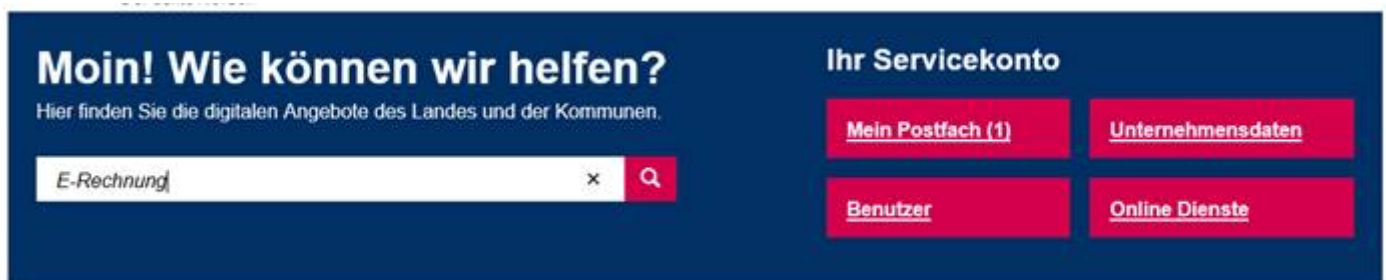 Moin! Wie können wir helfen?
Hier finden Sie die digitalen Angebote des Landes und der Kommunen.
E-Rechnung
Ihr Servicekonto
Mein Postfach (1)
Unternehmensdaten
Benutzer
Online Dienste